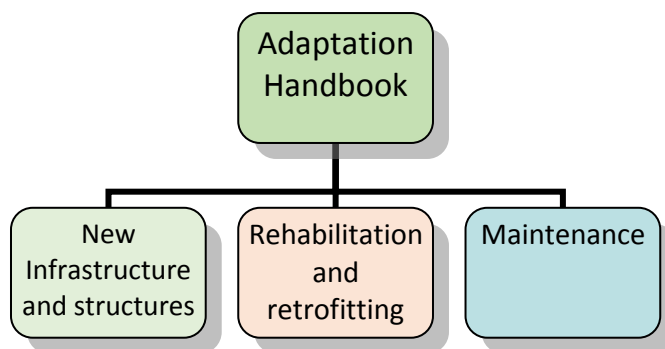 Adaptation
Handbook
New
Infrastructure
and structures
Rehabilitation
and
retrofitting
Maintenance